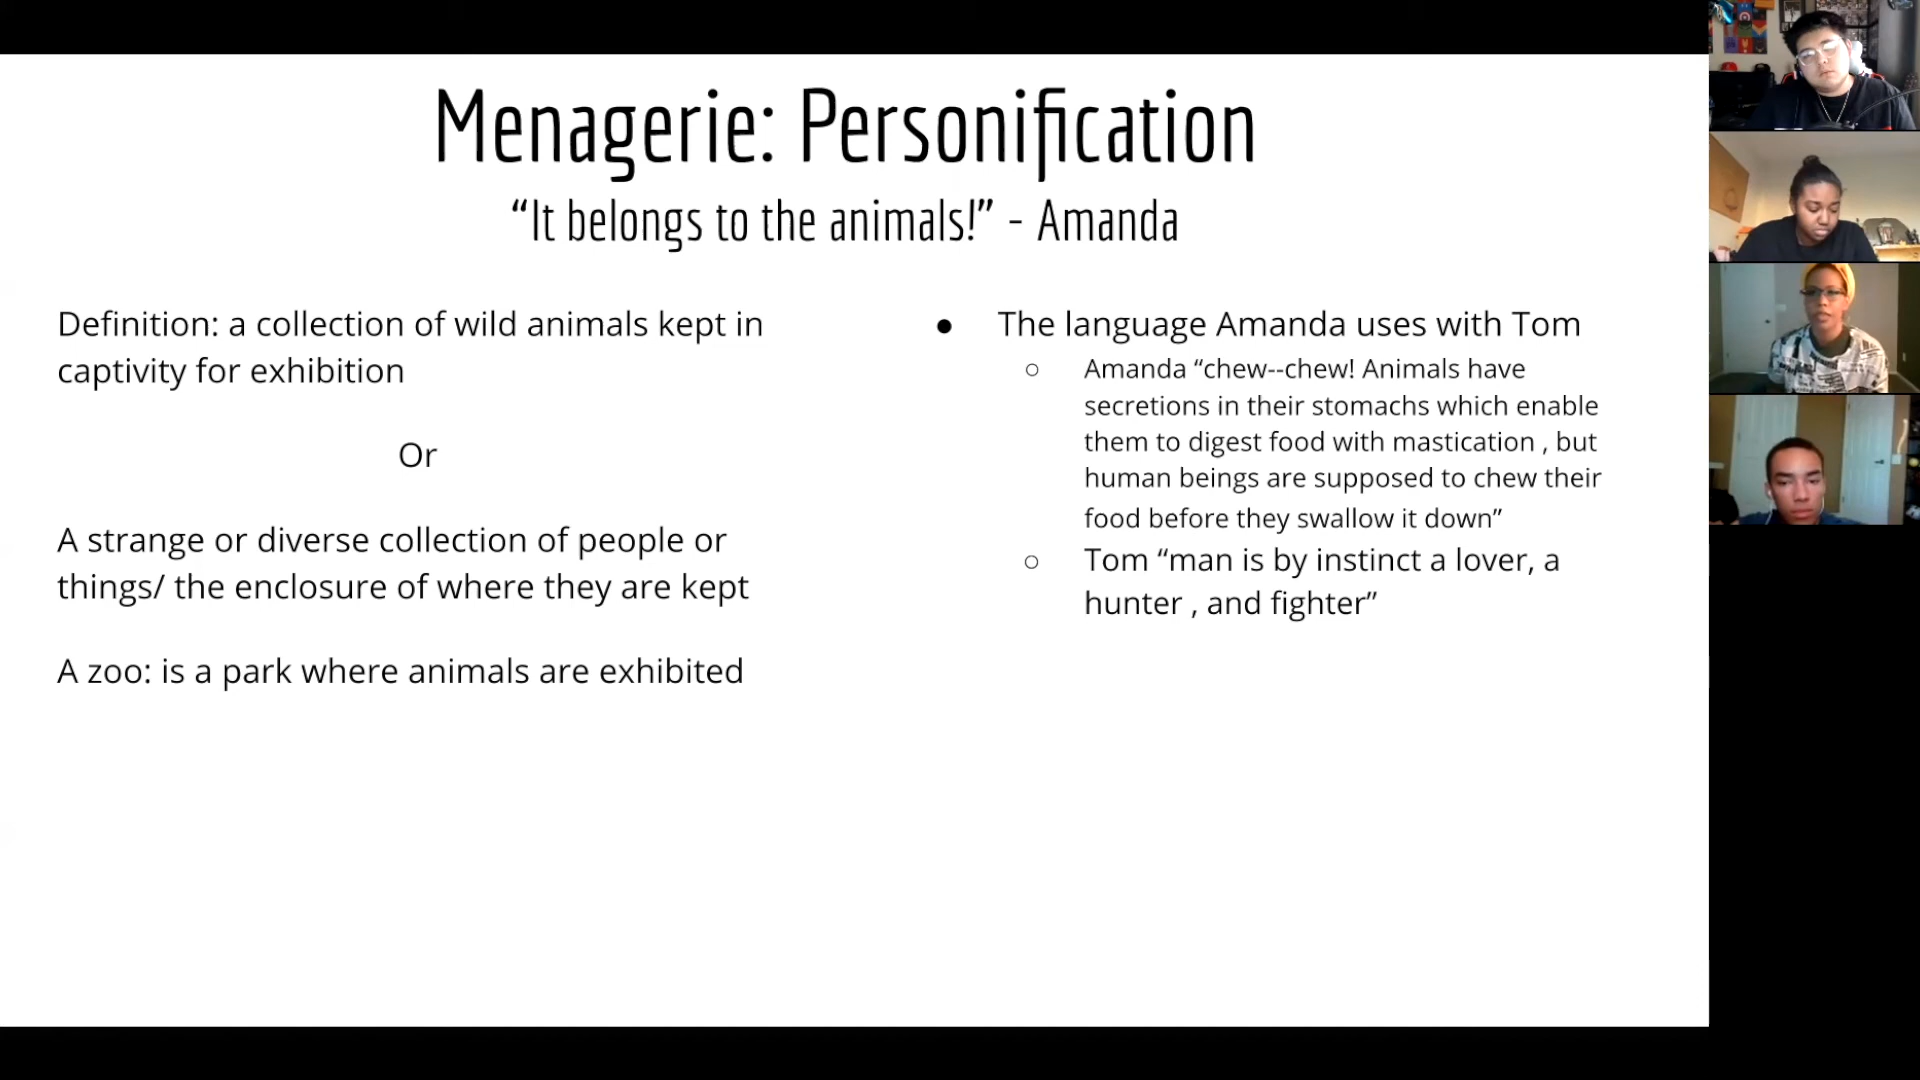 Menagerie: Personification
“It belongs to the animals!” - Amanda
Definition: a collection of wild animals kept in
captivity for exhibition
Or
A strange or diverse collection of people or
things/ the enclosure of where they are kept
A zoo: is a park where animals are exhibited
● The language Amanda uses with Tom
○ Amanda “chew--chew! Animals have
secretions in their stomachs which enable
them to digest food with mastication , but
human beings are supposed to chew their
food before they swallow it down”
○ Tom “man is by instinct a lover, a
hunter , and fighter”